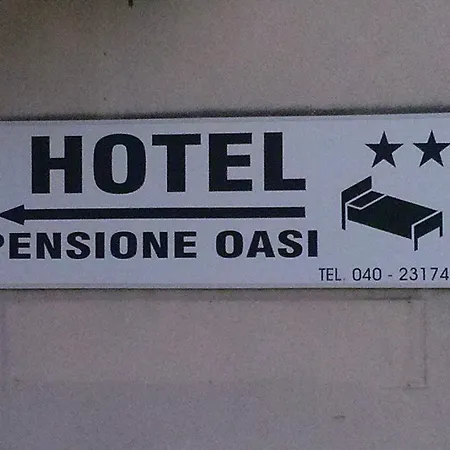 HOTEL
PENSIONE OASI
TEL. 040 - 23174